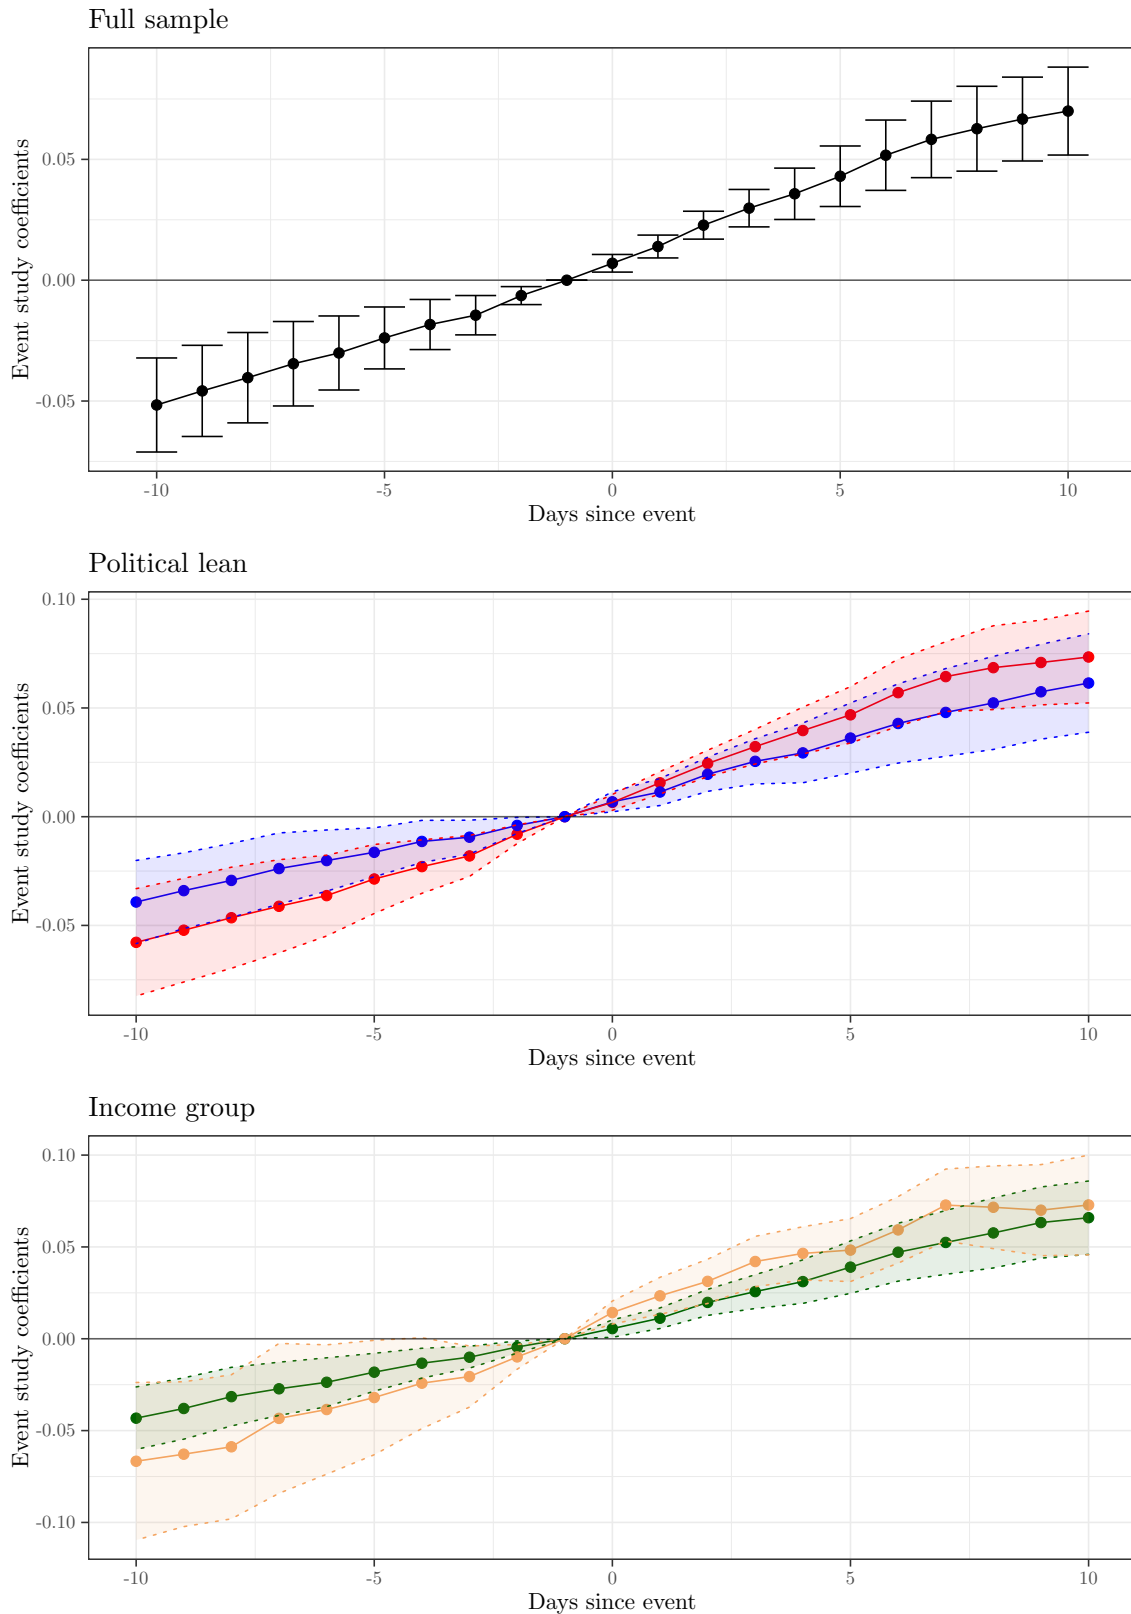 Full sample
Event study coefficients
0.05
0.00
-0.05
-10 -5 0 5 10
Days since event
Political lean
Event study coefficients
0.10
0.05
0.00
-0.05
-10 -5 0 5 10
Days since event
Income group
Event study coefficients
0.10
0.05
0.00
-0.05
-0.10
-10 -5 0 5 10
Days since event